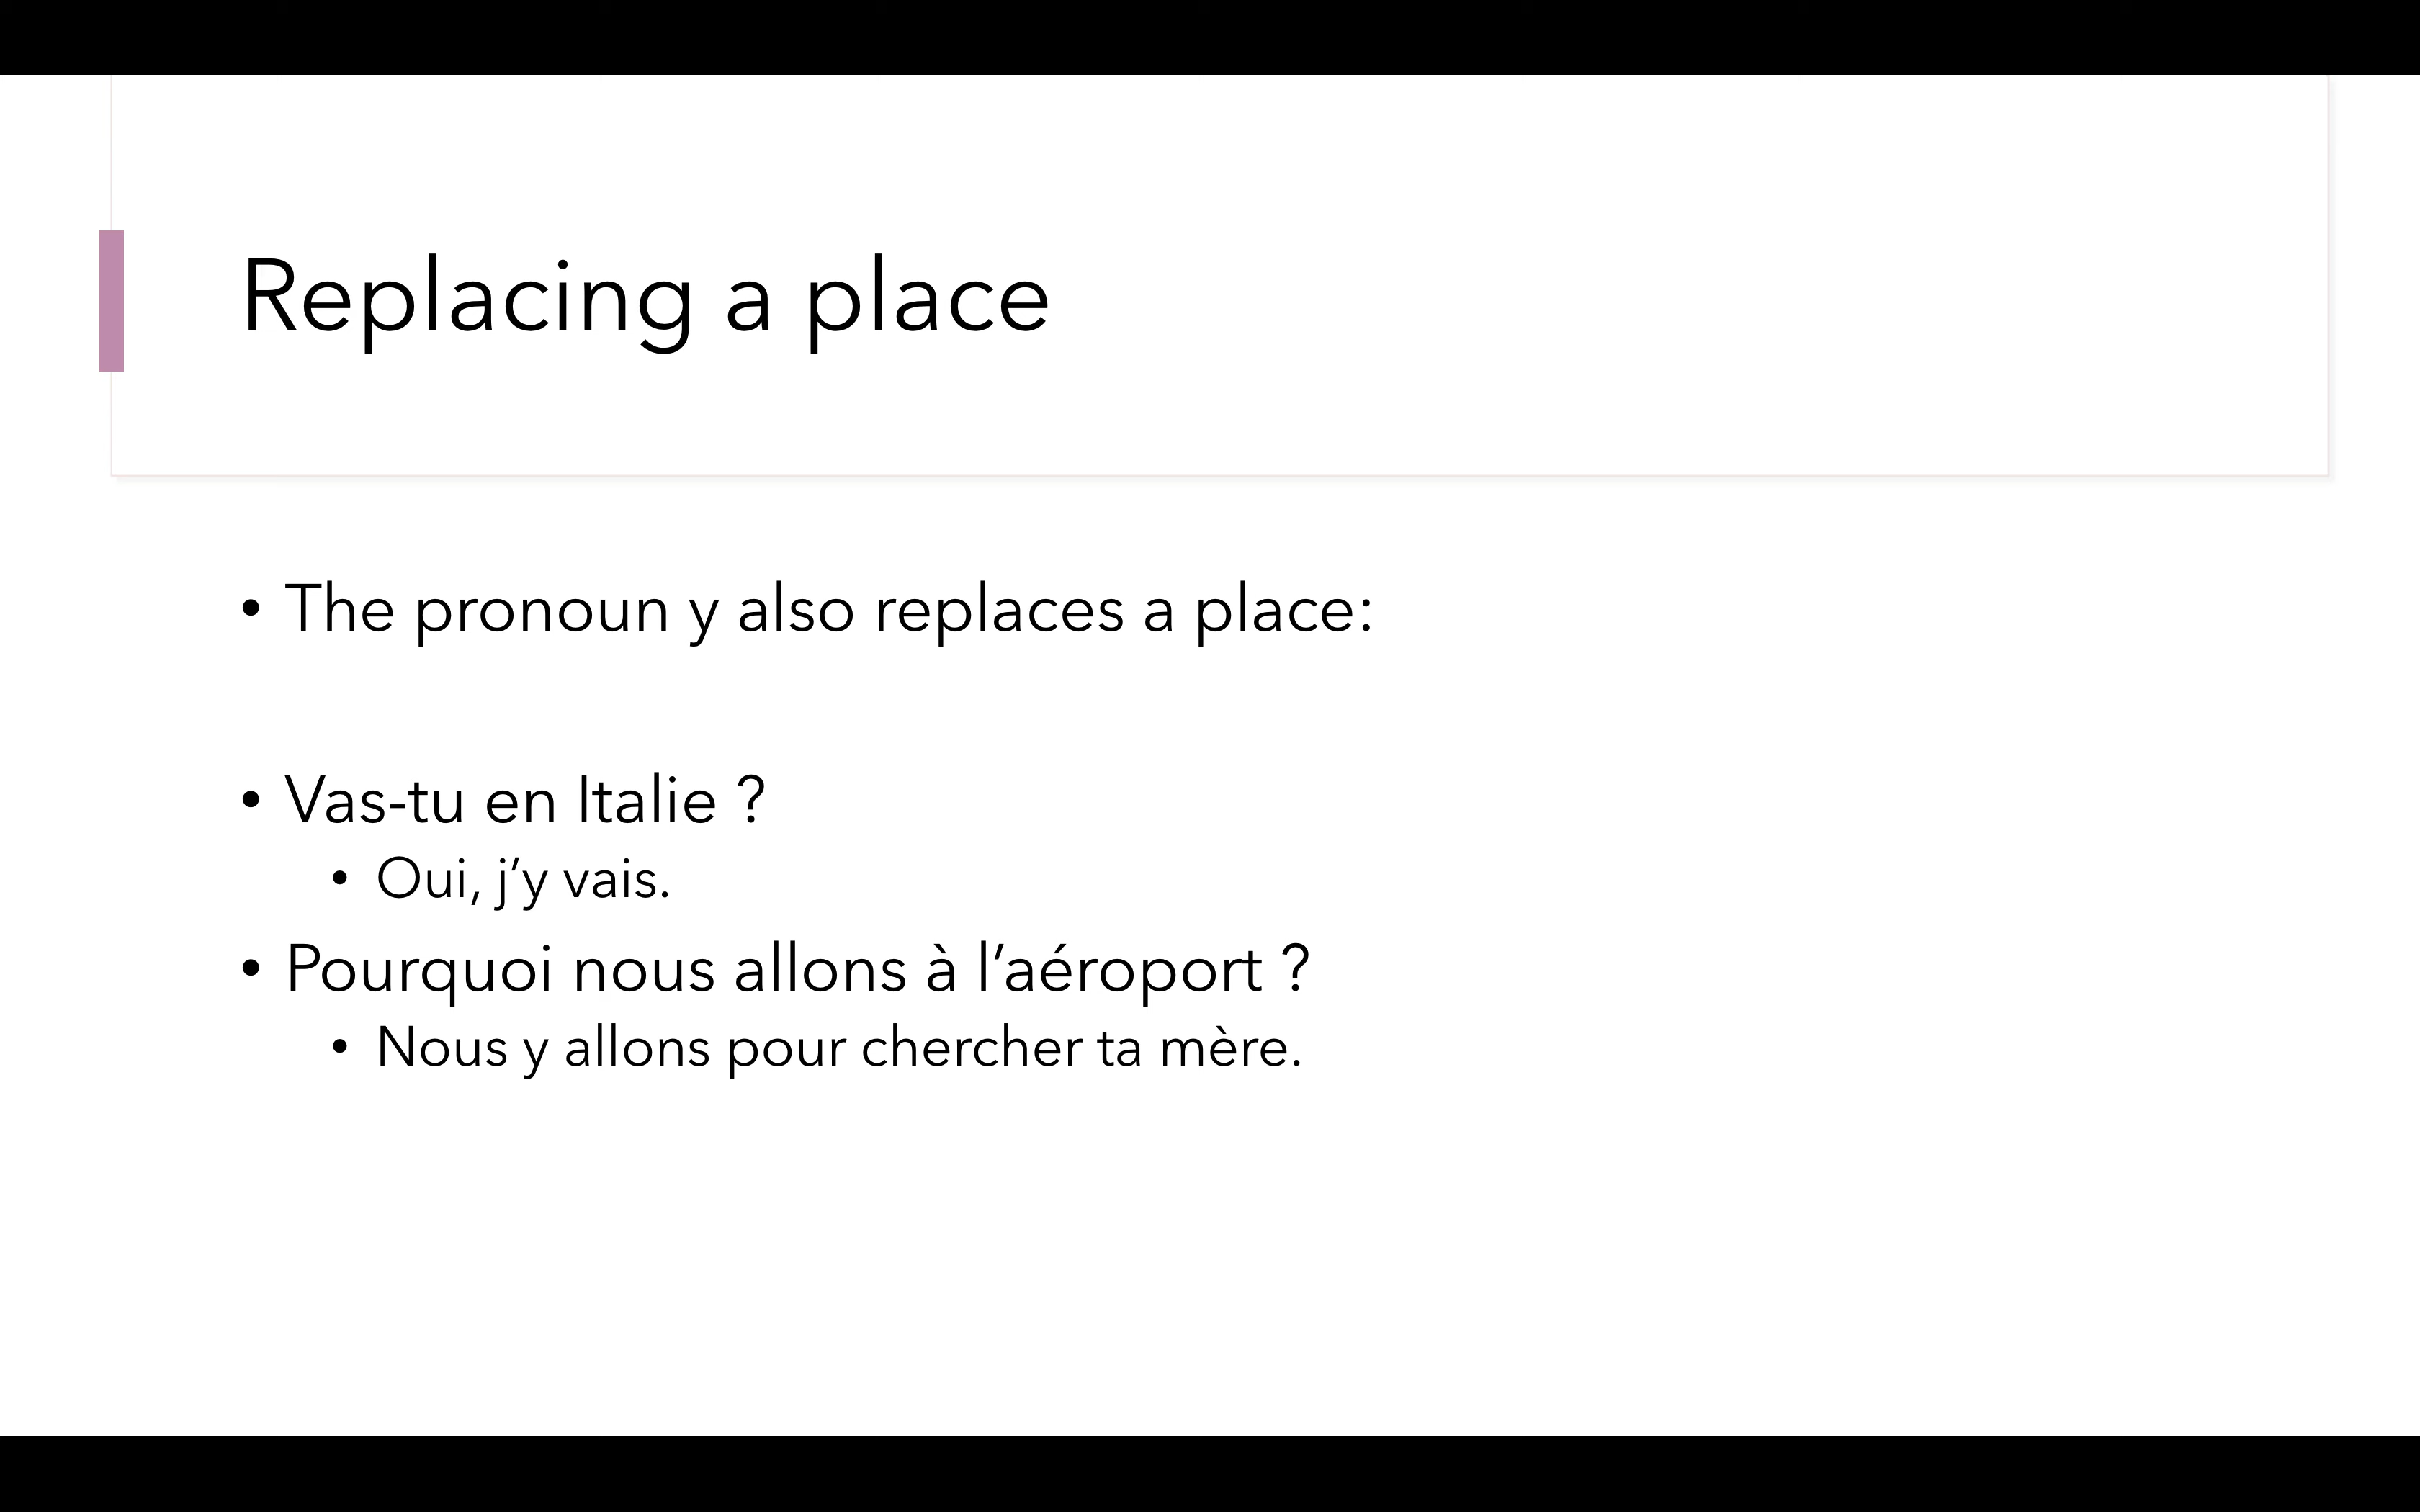 Replacing a place
• The pronoun y also replaces a place:
• Vas-tu en Italie ?
• Oui, j’y vais.
• Pourquoi nous allons à l’aéroport ?
• Nous y allons pour chercher ta mère.